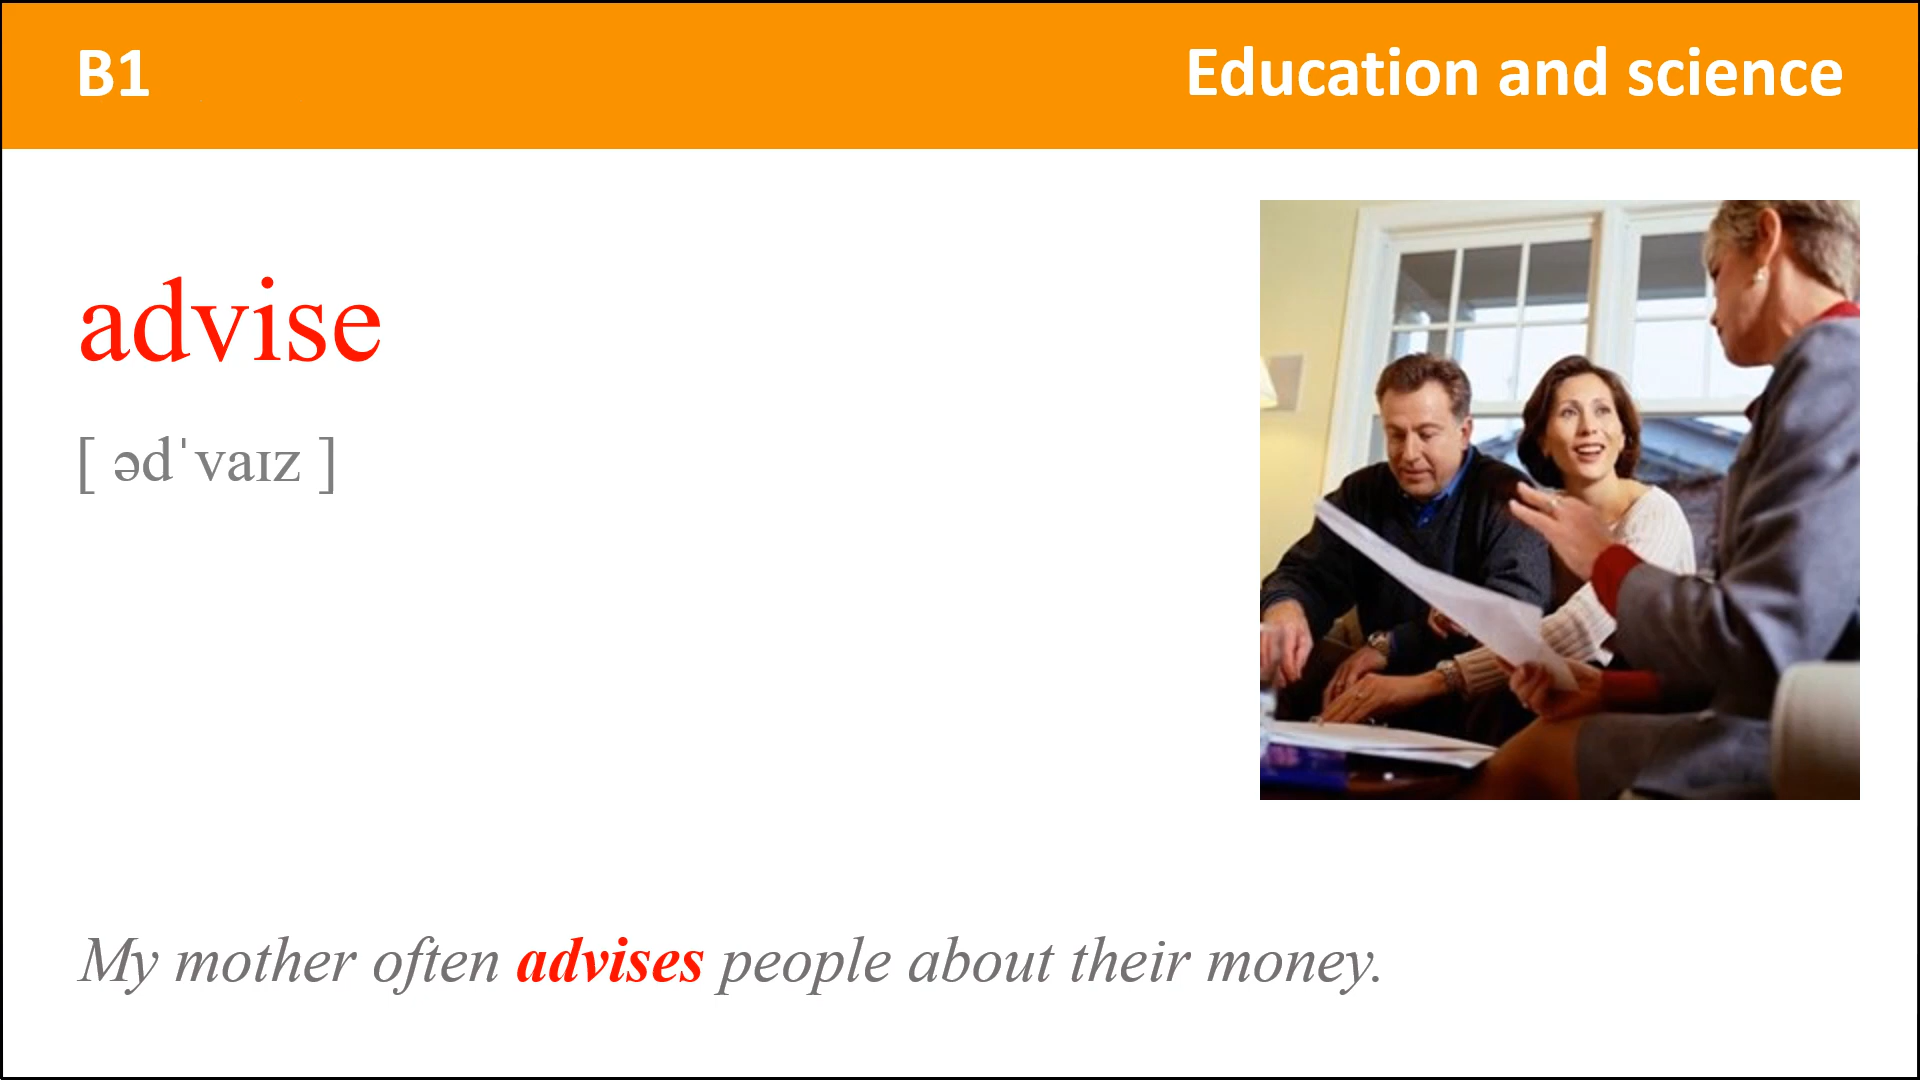 B1
Education and science
advise
[ ədˈvaɪz ]
My mother often advises people about their money.